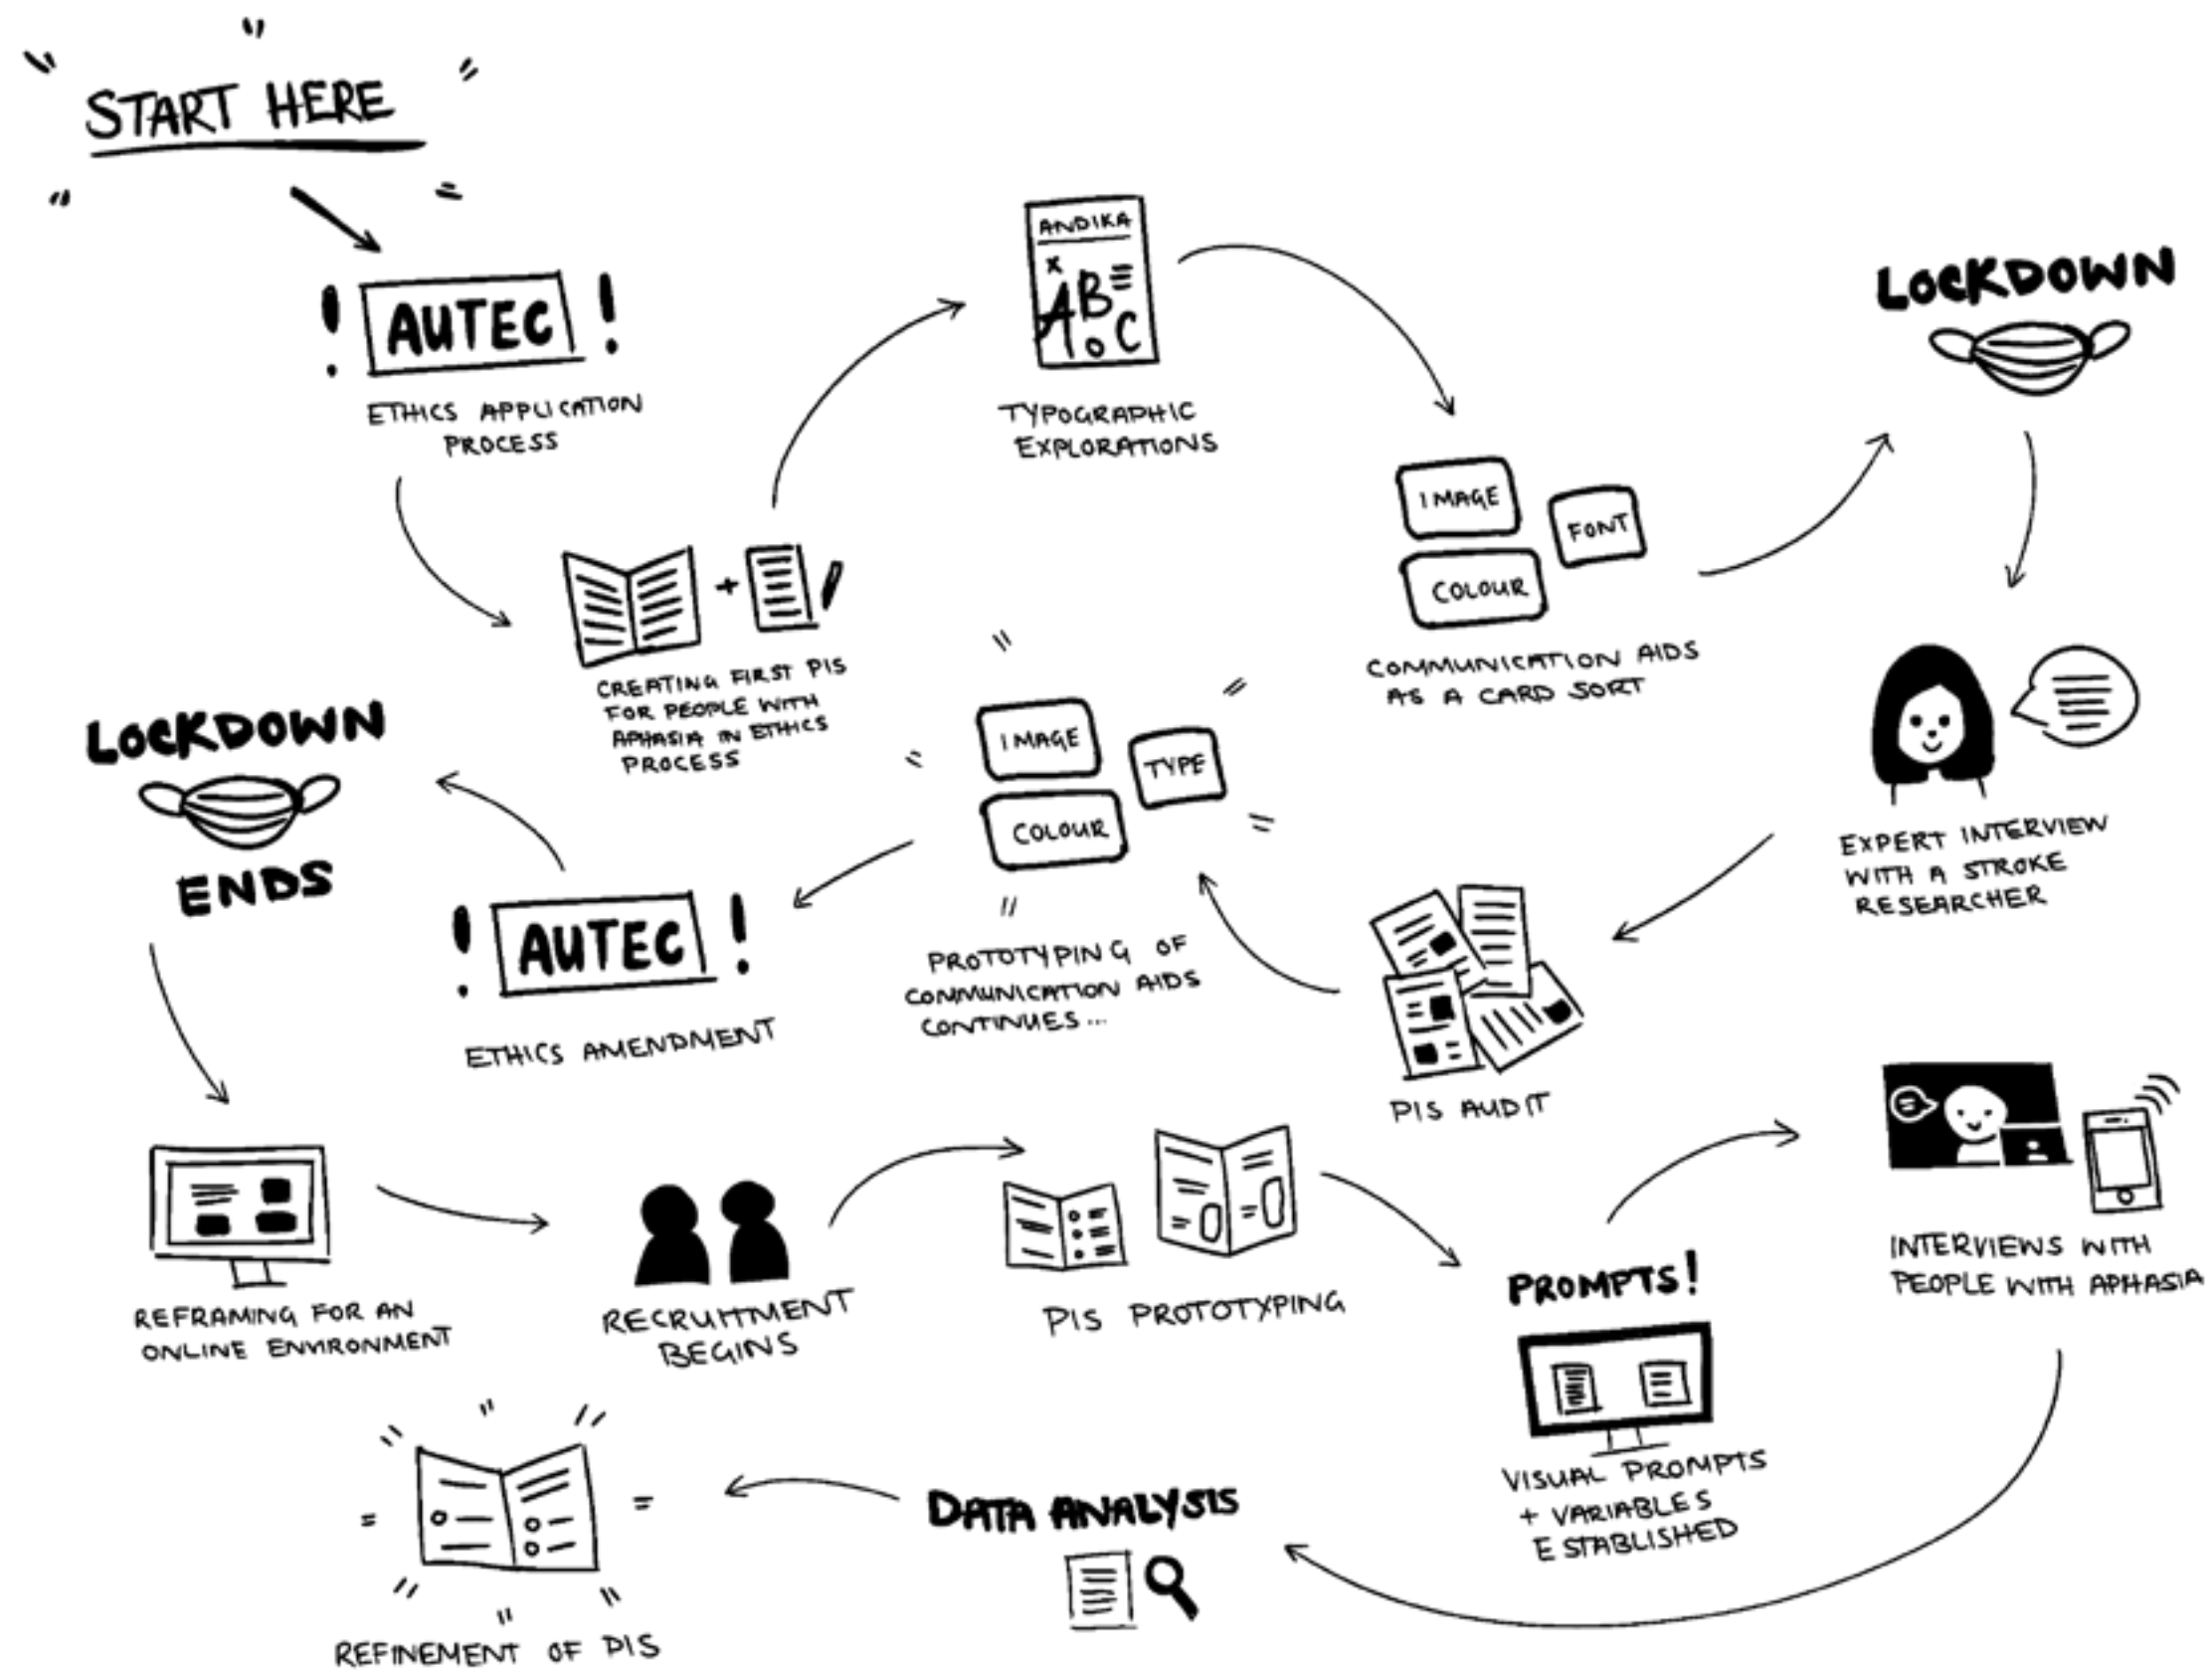 START HERE
! AUTEC !
ETHICS APPLICATION
PROCESS
CREATING FIRST PIS
FOR PEOPLE WITH
APHASIA IN ETHICS
PROCESS
ANDIKA
ABC
TYPOGRAPHIC
EXPLORATIONS
IMAGE
FONT
COLOUR
COMMUNICATION AIDS
AS A CARD SORT
LOCKDOWN
EXPERT INTERVIEW
WITH A STROKE
RESEARCHER
PIS AUDIT
IMAGE
TYPE
COLOUR
PROTOTYPING OF
COMMUNICATION AIDS
CONTINUES...
! AUTEC !
ETHICS AMENDMENT
LOCKDOWN
ENDS
REFRAMING FOR AN
ONLINE ENVIRONMENT
RECRUITMENT
BEGINS
PIS PROTOTYPING
PROMPTS!
VISUAL PROMPTS
+ VARIABLES
ESTABLISHED
INTERVIEWS WITH
PEOPLE WITH APHASIA
DATA ANALYSIS
REFINEMENT OF PIS